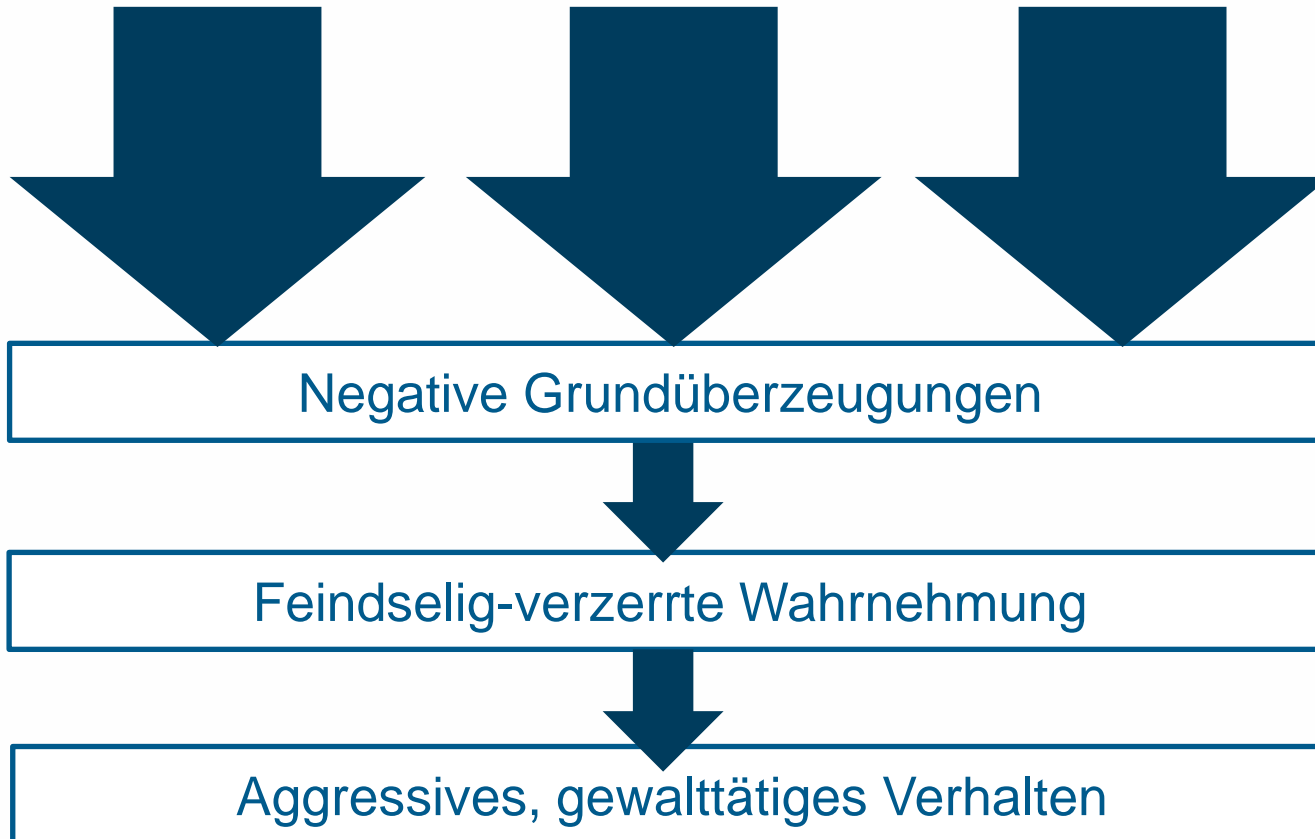 Negative Grundüberzeugungen
Feindselig-verzerrte Wahrnehmung
Aggressives, gewalttätiges Verhalten